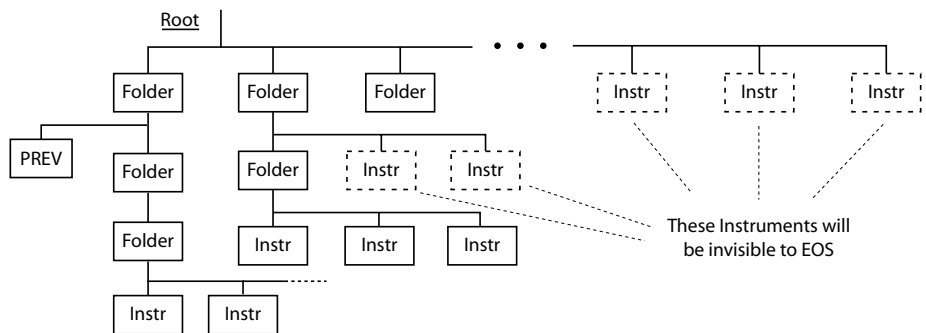 Root
Folder Folder Folder Instr Instr Instr
PREV
Folder Folder Instr Instr
Folder Instr Instr Instr
These Instruments will
be invisible to EOS
Instr Instr